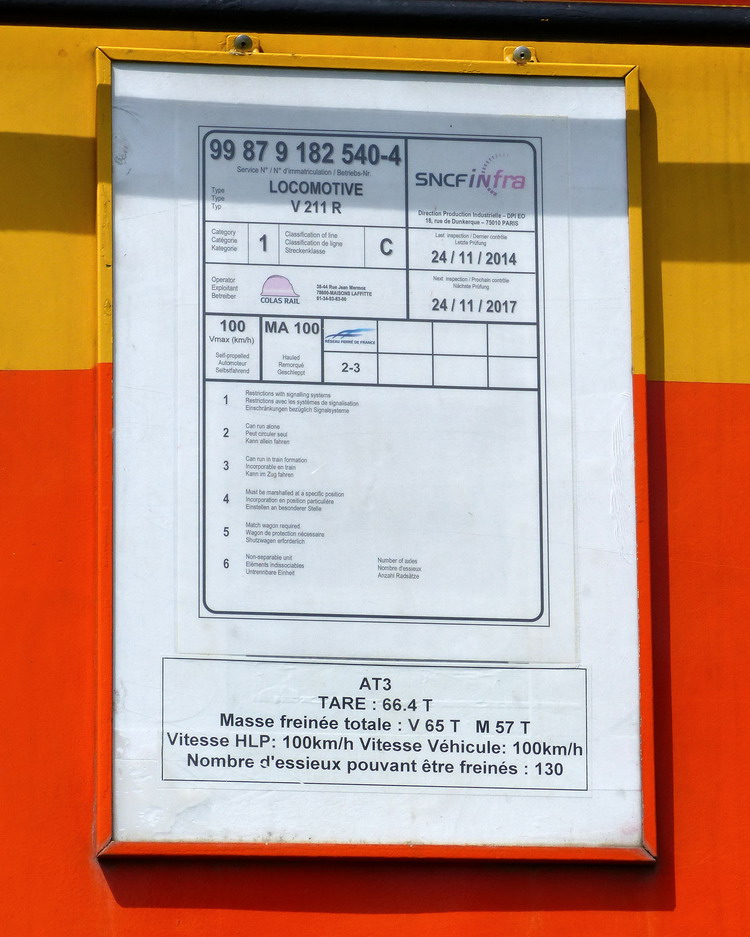 99 87 9 182 540-4
Service N° / N° d'immatriculation / Betriebs-Nr.
Type
Type
Typ
LOCOMOTIVE
V 211 R
SNCF infra
Direction Production Industrielle – DPI EO
18, rue de Dunkerque – 75010 PARIS
Category
Catégorie
Kategorie
1
Classification of line
Classification de ligne
Streckenklasse
C
Last inspection / Dernier contrôle
Letzte Prüfung
24 / 11 / 2014
Operator
Exploitant
Betreiber
COLAS RAIL
38-44 Rue Jean Mermoz
78600-MAISONS LAFFITTE
Next inspection / Prochain contrôle
Nächste Prüfung
24 / 11 / 2017
100
Vmax (km/h)
Self-propelled
Automoteur
Selbstfahrend
MA 100
Hauled
Remorqué
Geschleppt
RÉSEAU FERRÉ DE FRANCE
2-3
1
Restrictions with signalling systems
Restrictions avec les systèmes de signalisation
Einschränkungen bezüglich Signalsysteme
2
Can run alone
Peut circuler seul
Kann allein fahren
3
Can run in train formation
Incorporable en train
Kann im Zug fahren
4
Must be marshalled at a specific position
Incorporation en position particulière
Einstellen an besonderer Stelle
5
Match wagon required
Wagon de protection nécessaire
Shutzwagen erforderlich
6
Non-separable unit
Eléments indissociables
Untrennbare Einheit
Number of axles
Nombre d'essieux
Anzahl Radsätze
AT3
TARE : 66.4 T
Masse freinée totale : V 65 T M 57 T
Vitesse HLP: 100km/h Vitesse Véhicule: 100km/h
Nombre d'essieux pouvant être freinés : 130